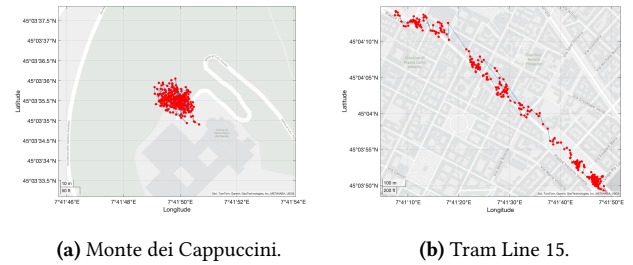 45°03'37.5"N
45°03'37"N
45°03'36.5"N
45°03'36"N
45°03'35.5"N
45°03'35"N
45°03'34.5"N
45°03'34"N
45°03'33.5"N
Latitude
10 m
50 ft
7°41'46"E 7°41'48"E 7°41'50"E 7°41'52"E 7°41'54"E
Longitude
45°04'10"N
45°04'05"N
45°04'N
45°03'55"N
45°03'50"N
Latitude
100 m
200 ft
7°41'10"E 7°41'20"E 7°41'30"E 7°41'40"E 7°41'50"E
Longitude
(a) Monte dei Cappuccini.
(b) Tram Line 15.